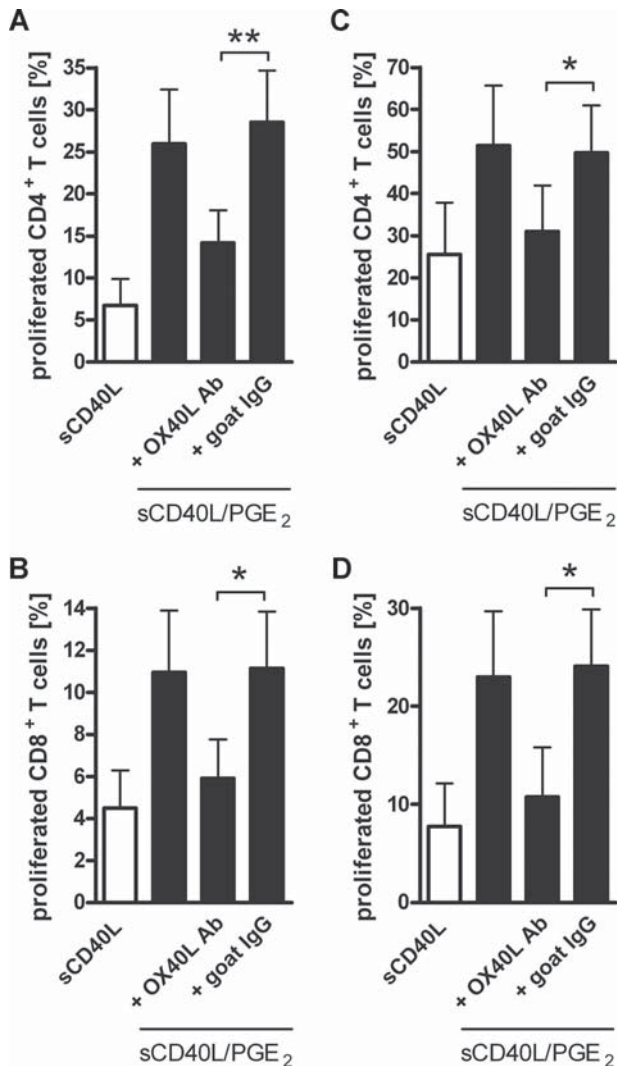 A
**
proliferated CD4+ T cells [%]
35
30
25
20
15
10
5
0
sCD40L
+ OX40L Ab
+ goat IgG
sCD40L/PGE2
C
*
proliferated CD4+ T cells [%]
70
60
50
40
30
20
10
0
sCD40L
+ OX40L Ab
+ goat IgG
sCD40L/PGE2
B
*
proliferated CD8+ T cells [%]
14
12
10
8
6
4
2
0
sCD40L
+ OX40L Ab
+ goat IgG
sCD40L/PGE2
D
*
proliferated CD8+ T cells [%]
30
20
10
0
sCD40L
+ OX40L Ab
+ goat IgG
sCD40L/PGE2